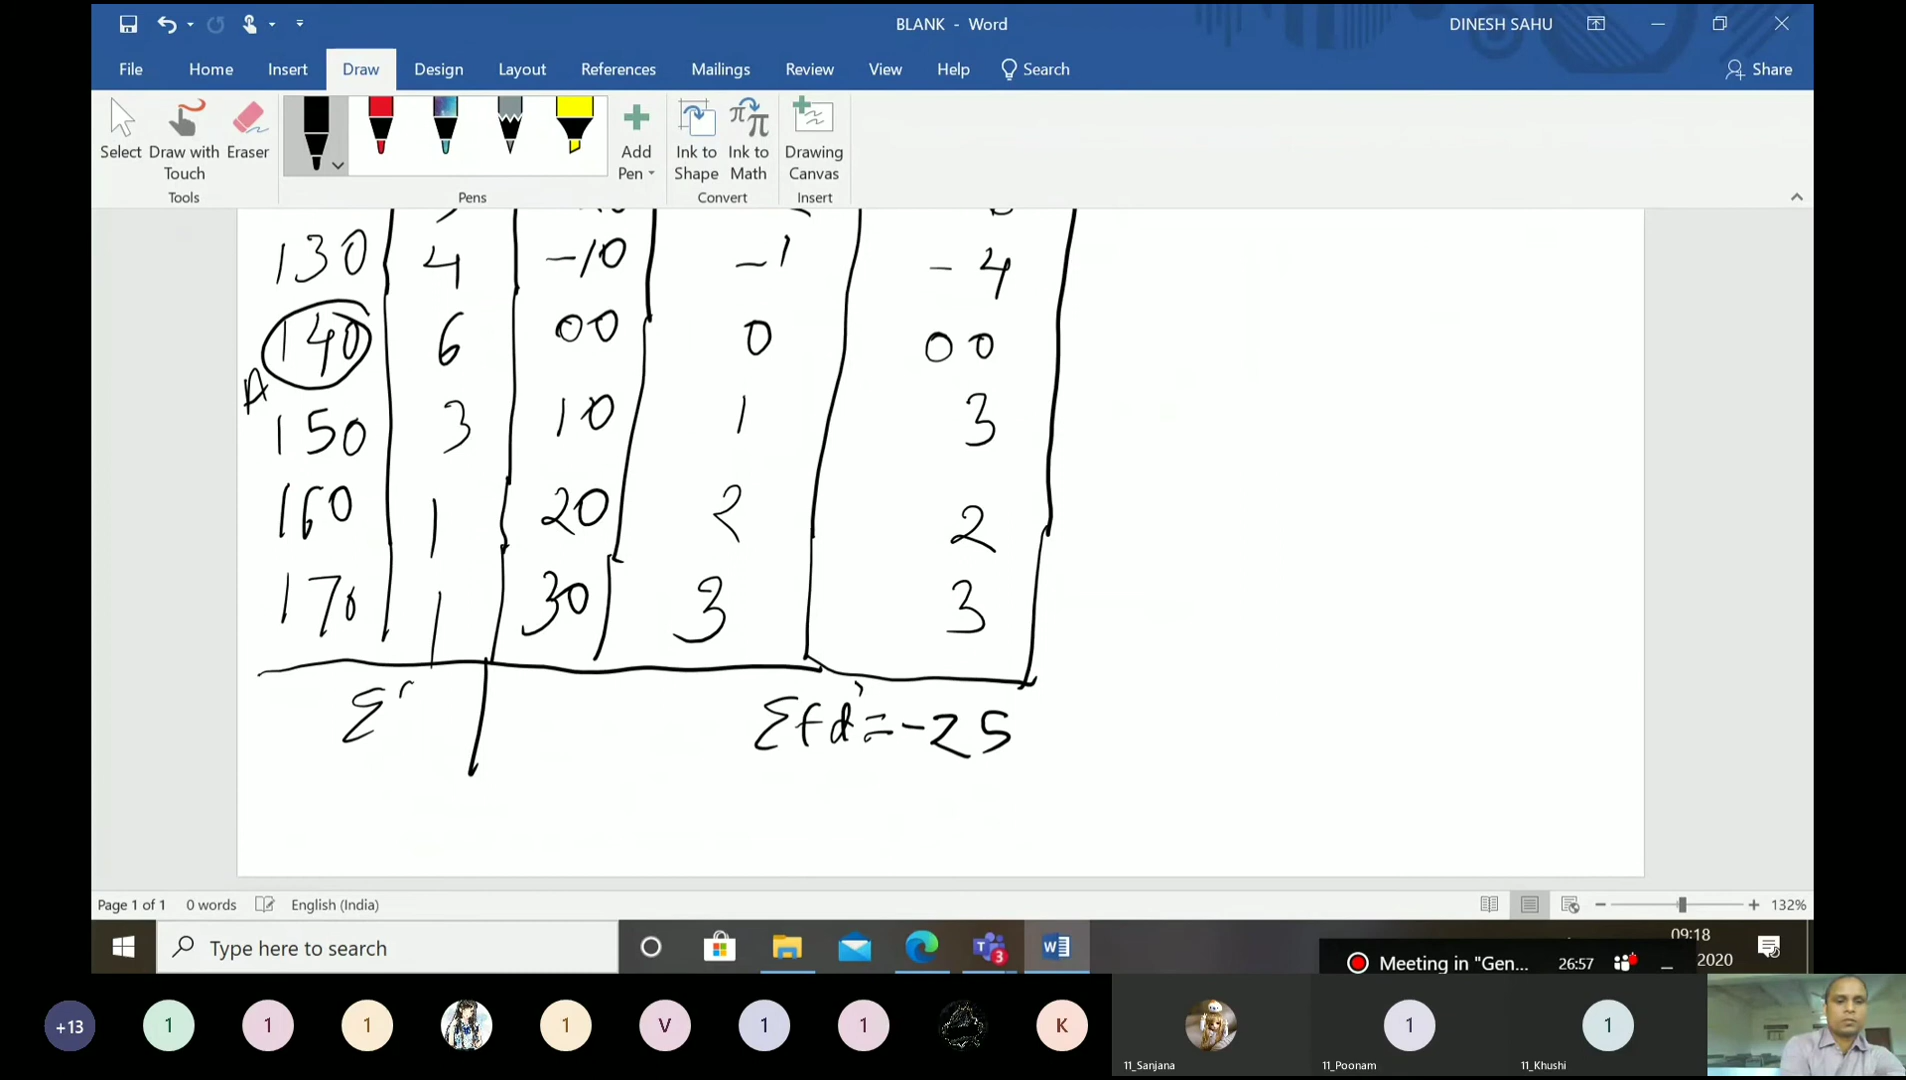 BLANK - Word
DINESH SAHU
File Home Insert Draw Design Layout References Mailings Review View Help Search
Share
Select Draw with Touch Eraser
Add Pen
Ink to Shape
Ink to Math
Drawing Canvas
Tools
Pens
Convert
Insert
130 4 -10 -1 - 4
140 6 00 0 00
A
150 3 10 1 3
160 1 20 2 2
170 1 30 3 3
Σ
Σfd'=-25
Page 1 of 1 0 words English (India)
132%
Type here to search
3
09:18
2020
Meeting in "Gen... 26:57
+13 1 1 1 1 V 1 1 K 1 1
11_Sanjana 11_Poonam 11_Khushi